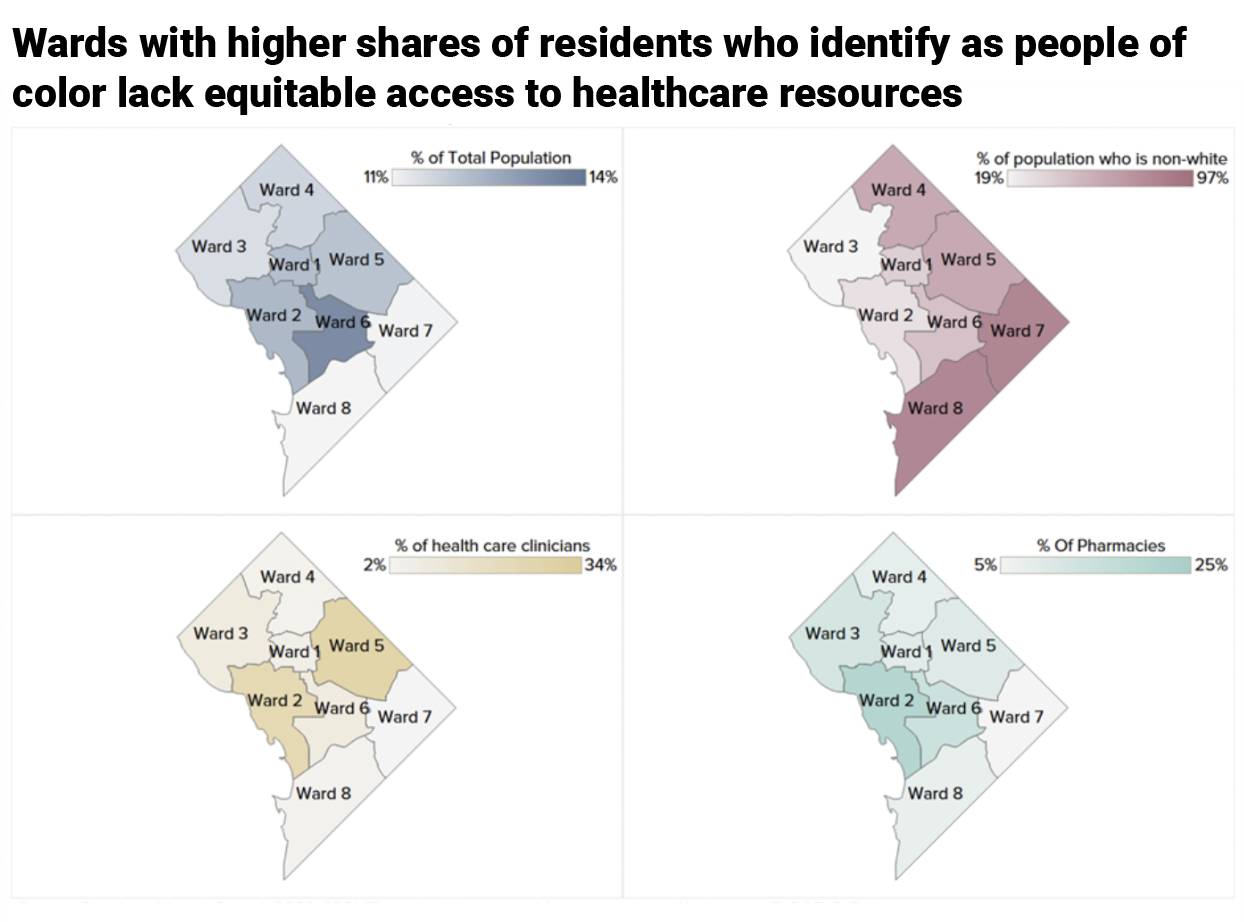 Wards with higher shares of residents who identify as people of
color lack equitable access to healthcare resources
% of Total Population
11% 14%
Ward 4
Ward 3
Ward 1 Ward 5
Ward 2 Ward 6 Ward 7
Ward 8
% of population who is non-white
19% 97%
Ward 4
Ward 3
Ward 1 Ward 5
Ward 2 Ward 6 Ward 7
Ward 8
% of health care clinicians
2% 34%
Ward 4
Ward 3
Ward 1 Ward 5
Ward 2 Ward 6 Ward 7
Ward 8
% Of Pharmacies
5% 25%
Ward 4
Ward 3
Ward 1 Ward 5
Ward 2 Ward 6 Ward 7
Ward 8